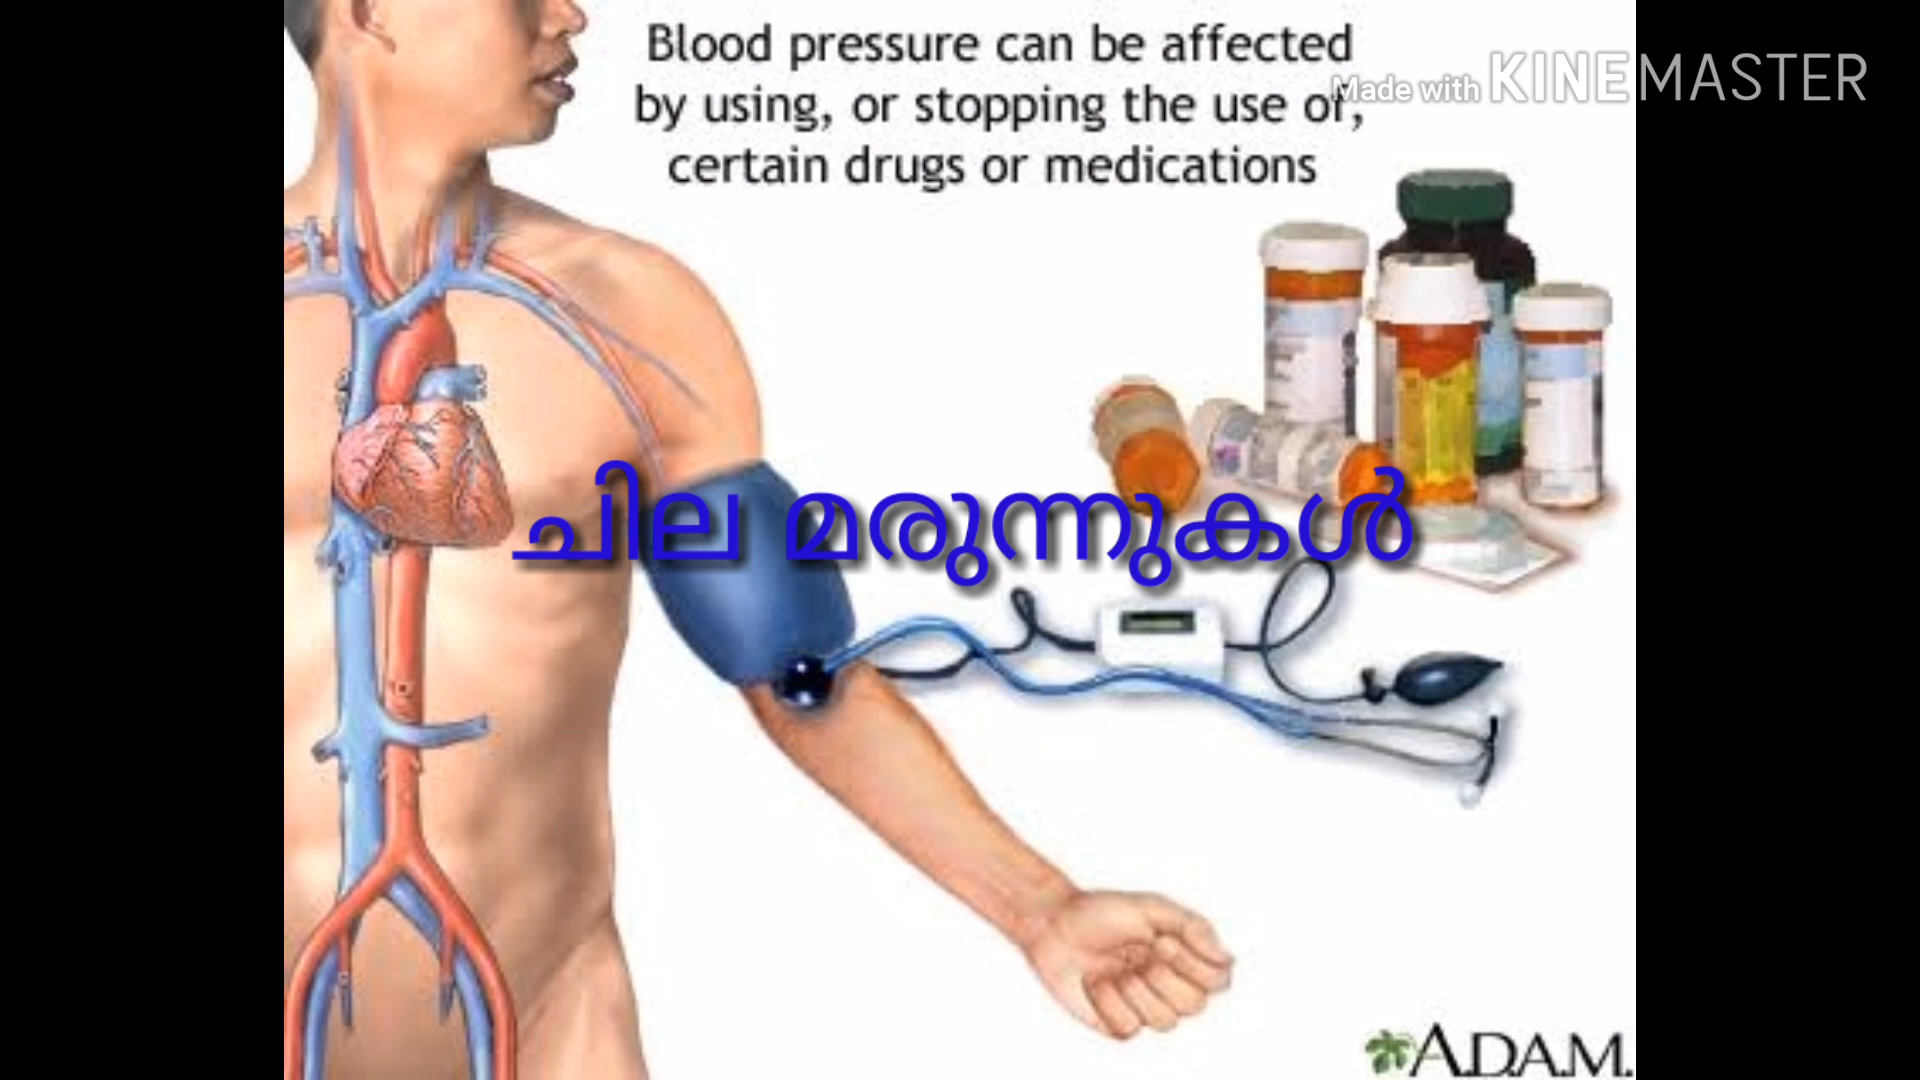 Blood pressure can be affected
by using, or stopping the use of,
certain drugs or medications
Made with KINEMASTER
ചില മരുന്നുകൾ
A.D.A.M.